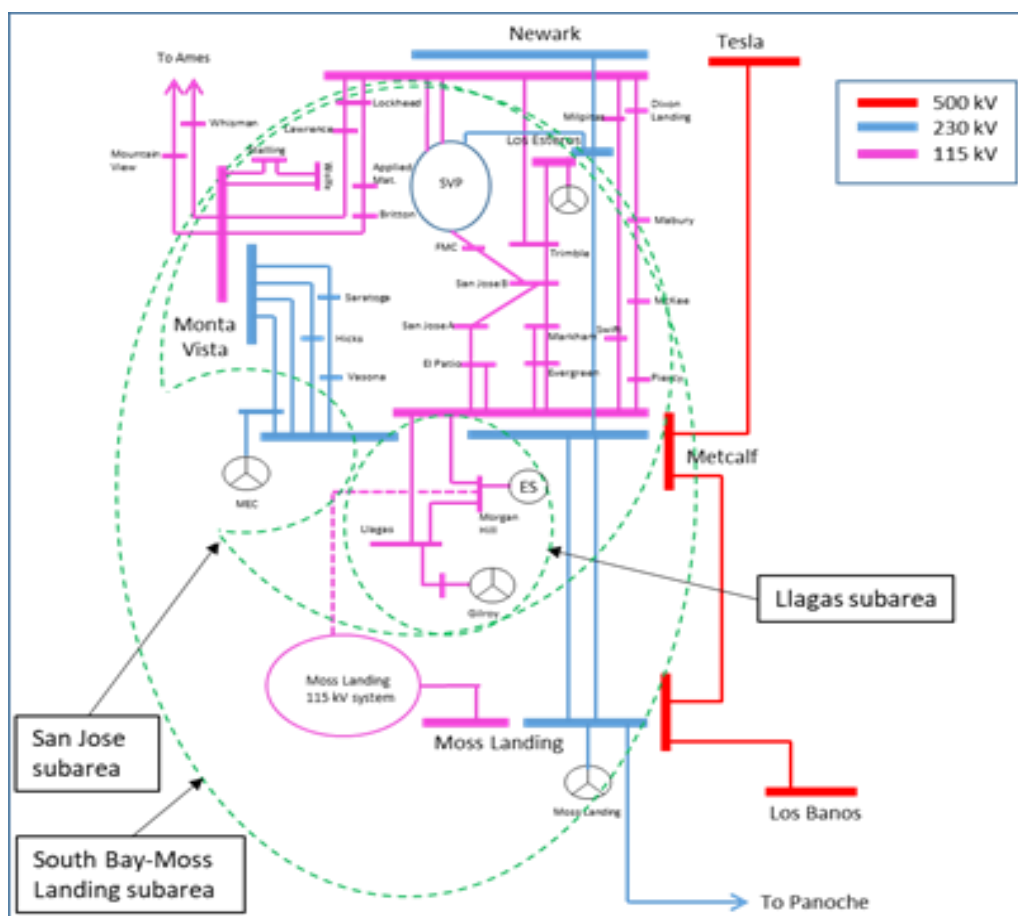 Newark
Tesla
To Ames
500 kV
230 kV
115 kV
Lockheed
Whisman
Lawrence
Milpitas
Dixon
Landing
Los Esteros
Mountain
View
Stelling
Wolfe
Applied
Mat.
SVP
Britton
Mabury
FMC
Trimble
San Jose B
McKee
Saratoga
San Jose A
Markham
Swift
Monta
Vista
Hicks
El Patio
Evergreen
Vasona
Piercy
Metcalf
MEC
ES
Morgan
Hill
Llagas
Gilroy
Llagas subarea
Moss Landing
115 kV system
San Jose
subarea
Moss Landing
Moss Landing
Los Banos
South Bay-Moss
Landing subarea
To Panoche